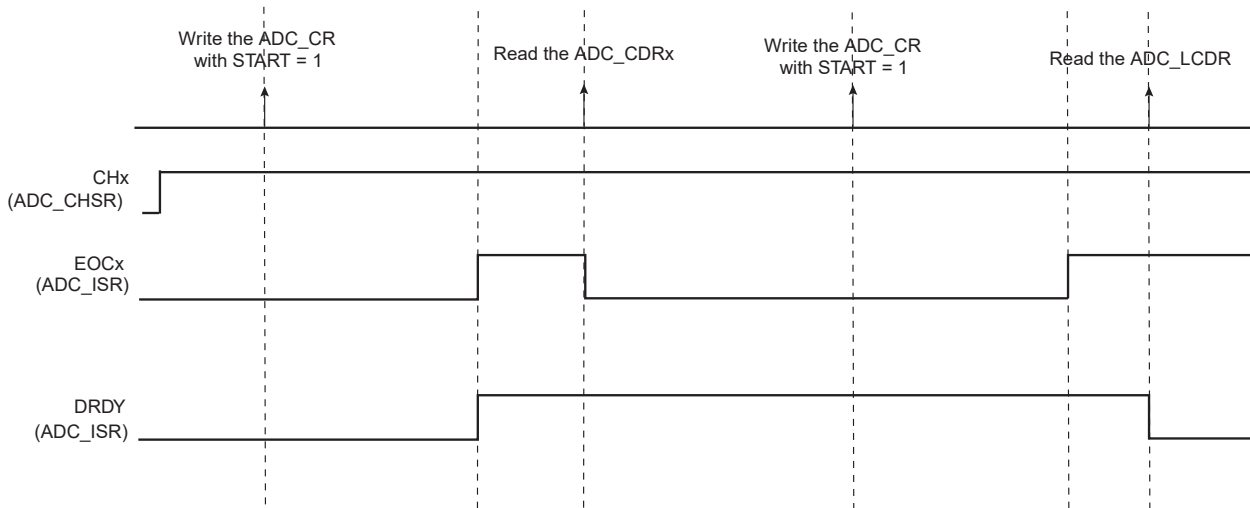 Write the ADC_CR
with START = 1
Read the ADC_CDRx
Write the ADC_CR
with START = 1
Read the ADC_LCDR
CHx
(ADC_CHSR)
EOCx
(ADC_ISR)
DRDY
(ADC_ISR)